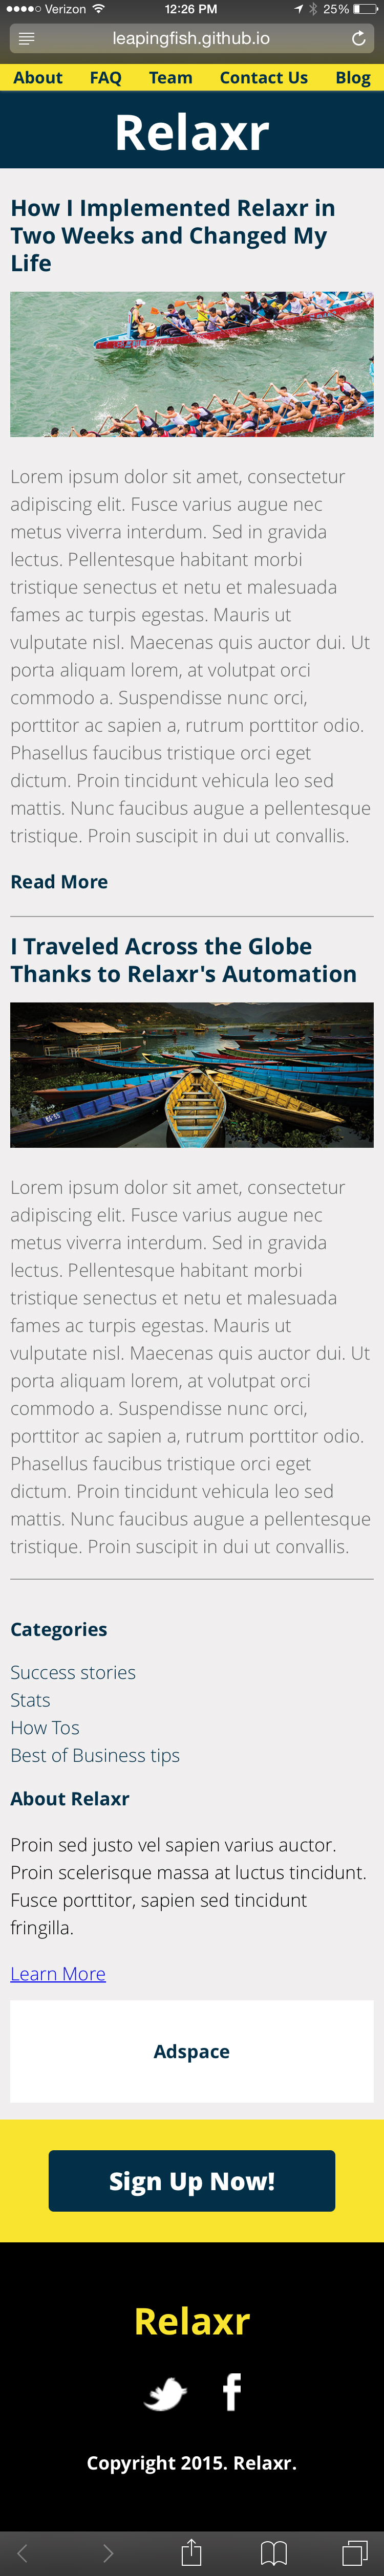 Verizon 12:26 PM 25%
leapingfish.github.io
About FAQ Team Contact Us Blog
Relaxr
How I Implemented Relaxr in
Two Weeks and Changed My
Life
Lorem ipsum dolor sit amet, consectetur
adipiscing elit. Fusce varius augue nec
metus viverra interdum. Sed in gravida
lectus. Pellentesque habitant morbi
tristique senectus et netu et malesuada
fames ac turpis egestas. Mauris ut
vulputate nisl. Maecenas quis auctor dui. Ut
porta aliquam lorem, at volutpat orci
commodo a. Suspendisse nunc orci,
porttitor ac sapien a, rutrum porttitor odio.
Phasellus faucibus tristique orci eget
dictum. Proin tincidunt vehicula leo sed
mattis. Nunc faucibus augue a pellentesque
tristique. Proin suscipit in dui ut convallis.
Read More
I Traveled Across the Globe
Thanks to Relaxr's Automation
Lorem ipsum dolor sit amet, consectetur
adipiscing elit. Fusce varius augue nec
metus viverra interdum. Sed in gravida
lectus. Pellentesque habitant morbi
tristique senectus et netu et malesuada
fames ac turpis egestas. Mauris ut
vulputate nisl. Maecenas quis auctor dui. Ut
porta aliquam lorem, at volutpat orci
commodo a. Suspendisse nunc orci,
porttitor ac sapien a, rutrum porttitor odio.
Phasellus faucibus tristique orci eget
dictum. Proin tincidunt vehicula leo sed
mattis. Nunc faucibus augue a pellentesque
tristique. Proin suscipit in dui ut convallis.
Categories
Success stories
Stats
How Tos
Best of Business tips
About Relaxr
Proin sed justo vel sapien varius auctor.
Proin scelerisque massa at luctus tincidunt.
Fusce porttitor, sapien sed tincidunt
fringilla.
Learn More
Adspace
Sign Up Now!
Relaxr
Copyright 2015. Relaxr.